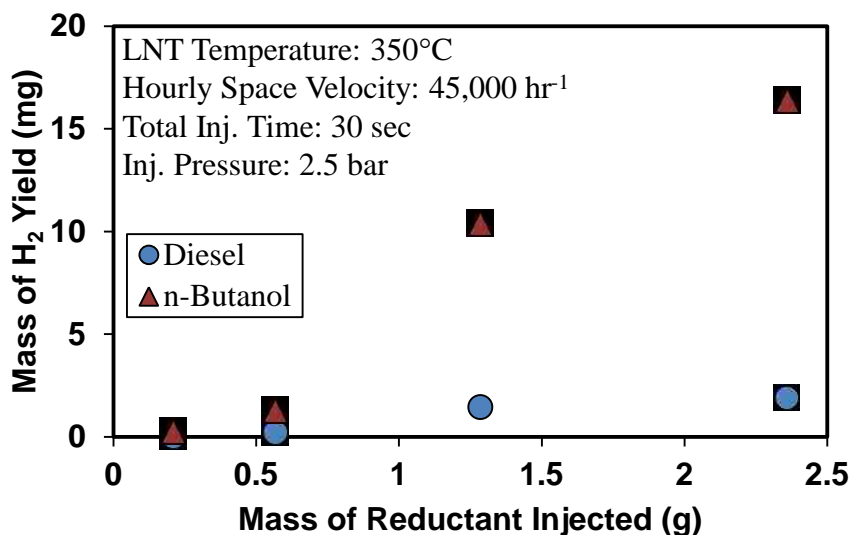 20
LNT Temperature: 350°C
Hourly Space Velocity: 45,000 hr-1
15
Total Inj. Time: 30 sec
Inj. Pressure: 2.5 bar
10
Diesel
n-Butanol
5
0
0 0.5 1 1.5 2 2.5
Mass of H2 Yield (mg)
Mass of Reductant Injected (g)